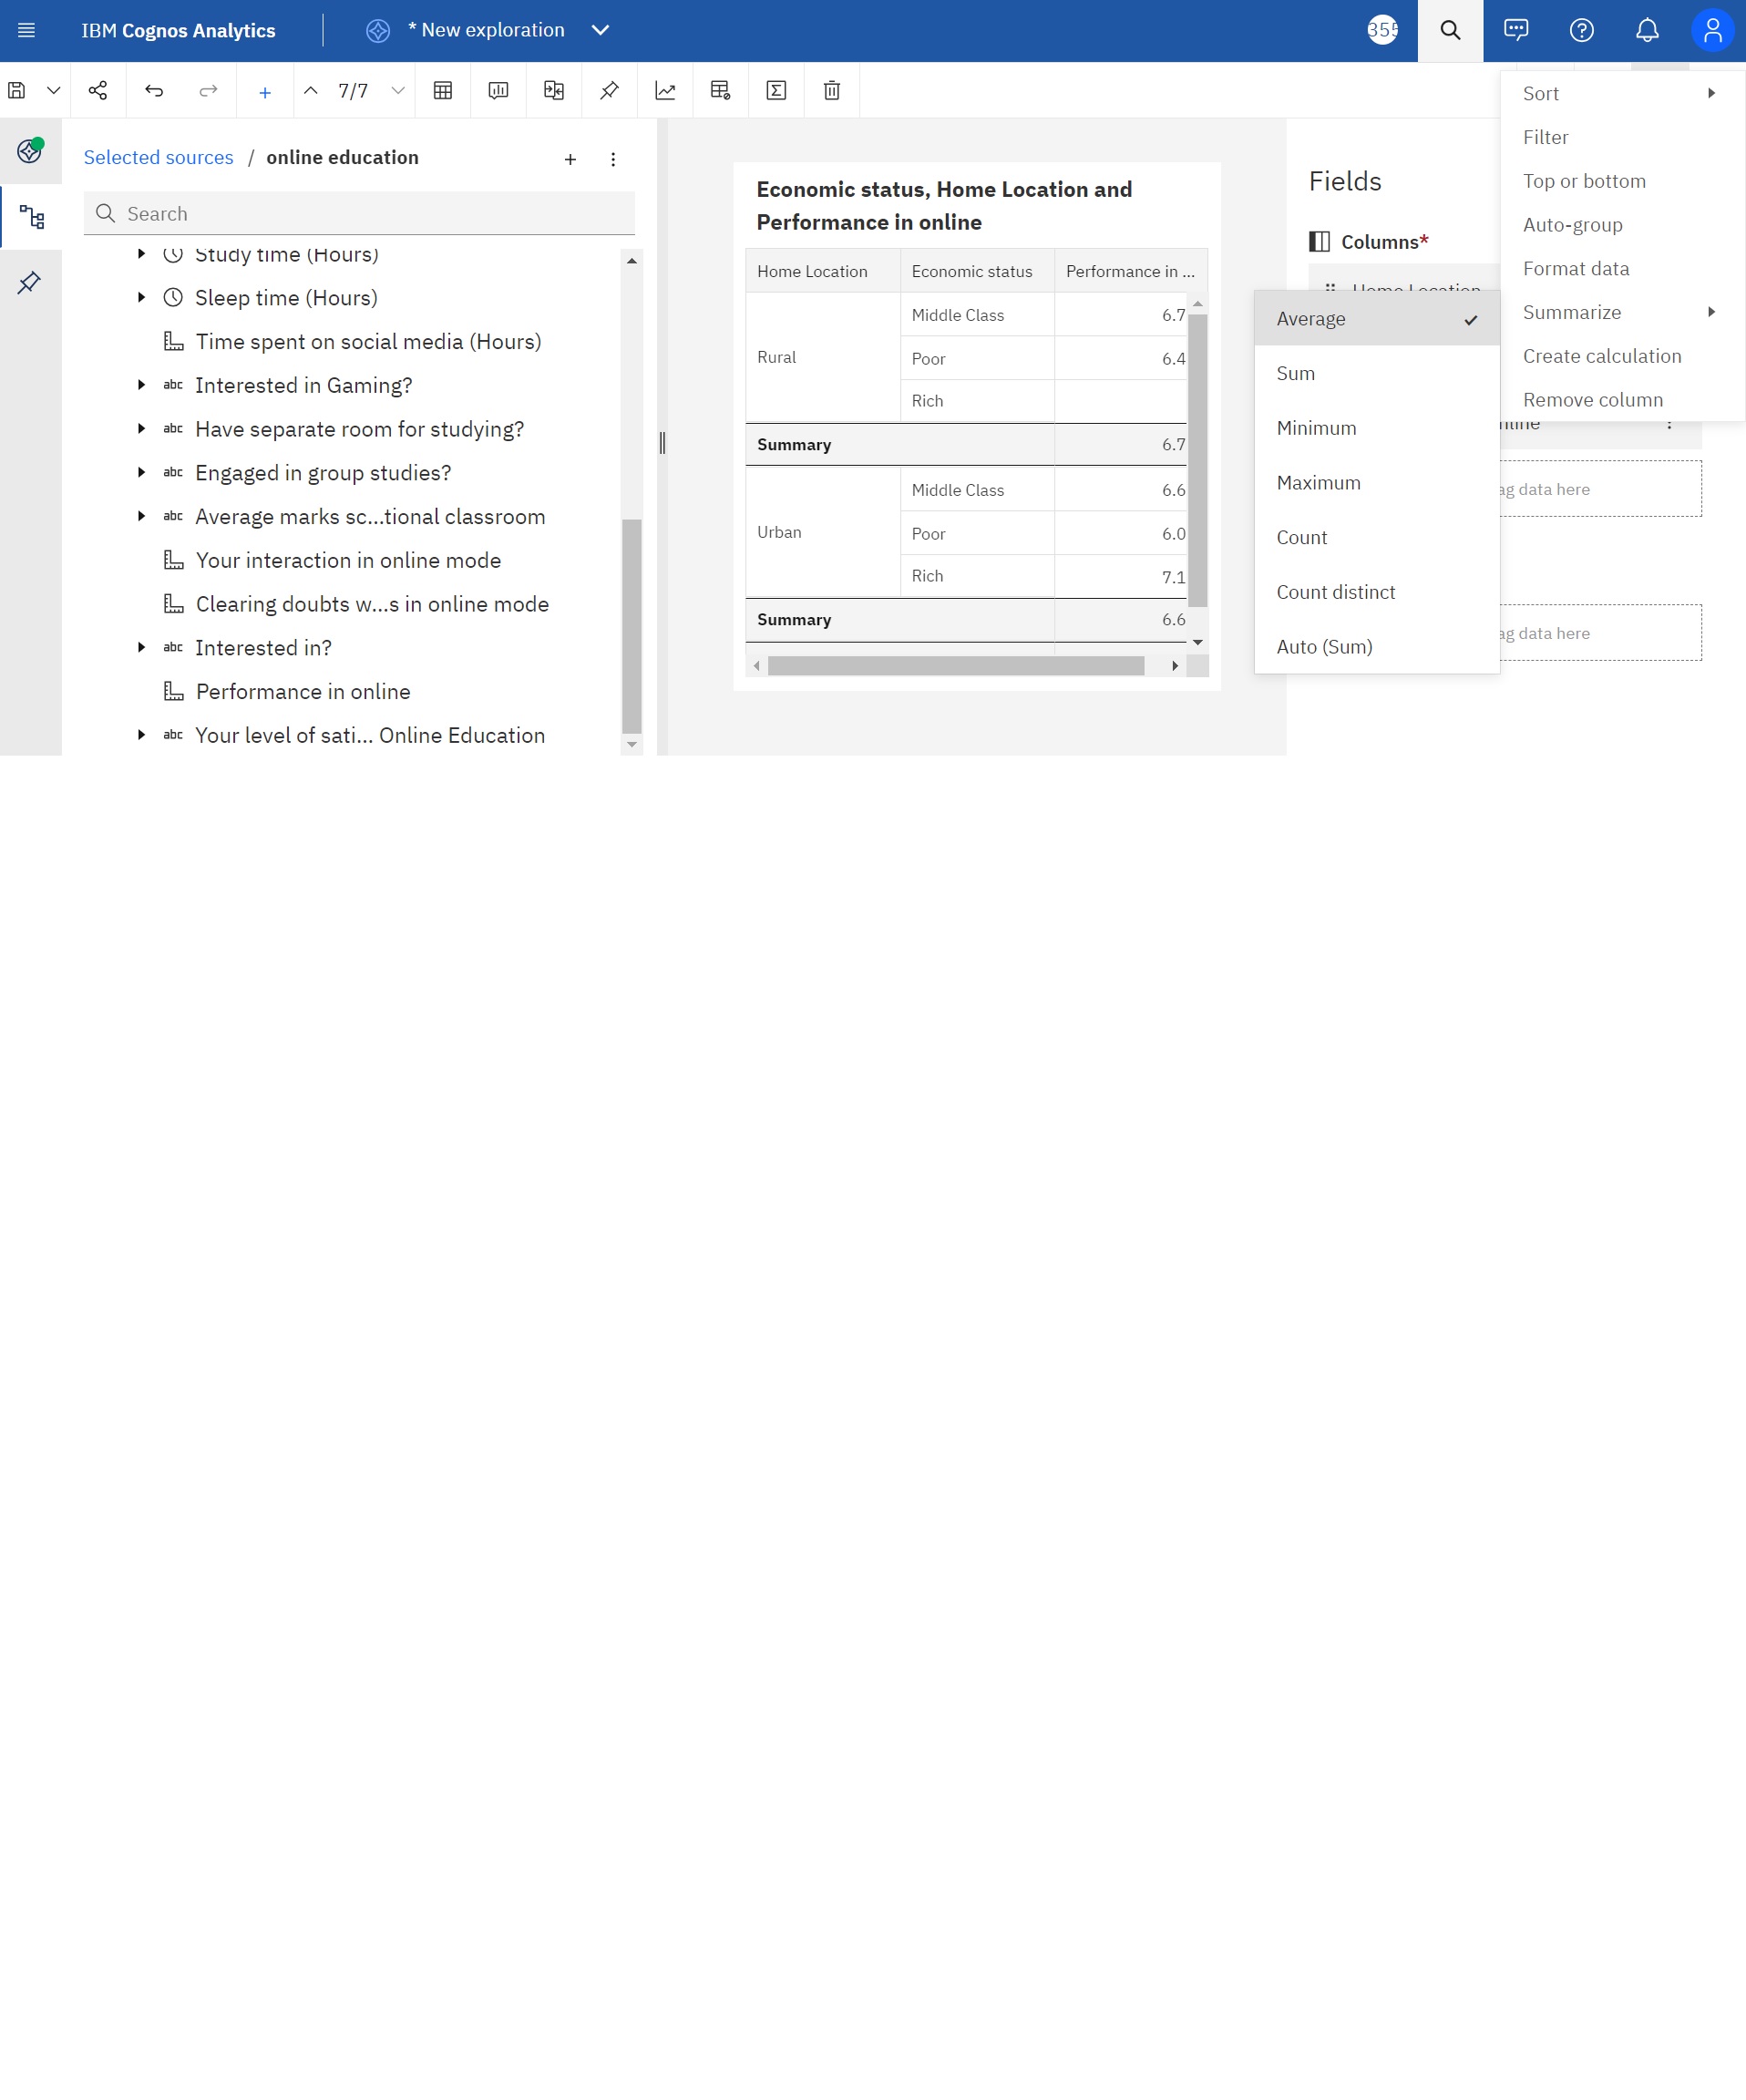 IBM Cognos Analytics
* New exploration
355
7/7
Selected sources / online education
Search
Study time (Hours)
Sleep time (Hours)
Time spent on social media (Hours)
abc Interested in Gaming?
abc Have separate room for studying?
abc Engaged in group studies?
abc Average marks sc...tional classroom
Your interaction in online mode
Clearing doubts w...s in online mode
abc Interested in?
Performance in online
abc Your level of sati... Online Education
Economic status, Home Location and
Performance in online
Home Location Economic status Performance in ...
Rural
Middle Class 6.7
Poor 6.4
Rich
Summary 6.7
Urban
Middle Class 6.6
Poor 6.0
Rich 7.1
Summary 6.6
Fields
Columns*
Home Location
Average
Sum
Minimum
Maximum
Count
Count distinct
Auto (Sum)
Sort
Filter
Top or bottom
Auto-group
Format data
Summarize
Create calculation
Remove column
data here
data here